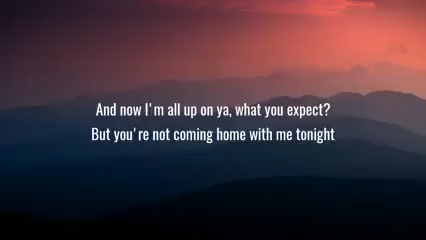 And now I'm all up on ya, what you expect?
But you're not coming home with me tonight